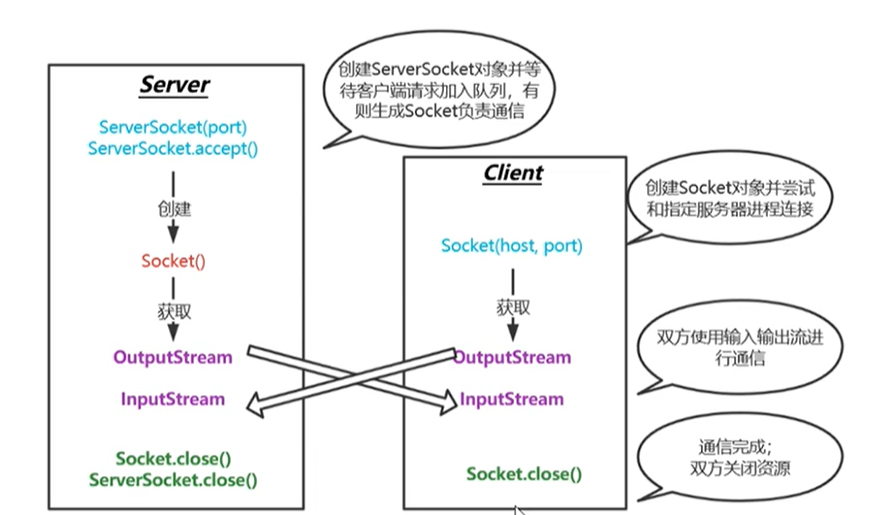 Server
ServerSocket(port)
ServerSocket.accept()
创建
Socket()
获取
OutputStream
InputStream
Socket.close()
ServerSocket.close()
创建ServerSocket对象并等
待客户端请求加入队列，有
则生成Socket负责通信
Client
Socket(host, port)
获取
OutputStream
InputStream
Socket.close()
创建Socket对象并尝试
和指定服务器进程连接
双方使用输入输出流进
行通信
通信完成；
双方关闭资源